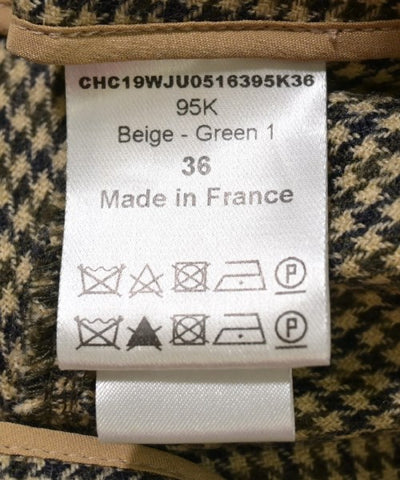 CHC19WJU0516395K36
95K
Beige - Green 1
36
Made in France
P
P